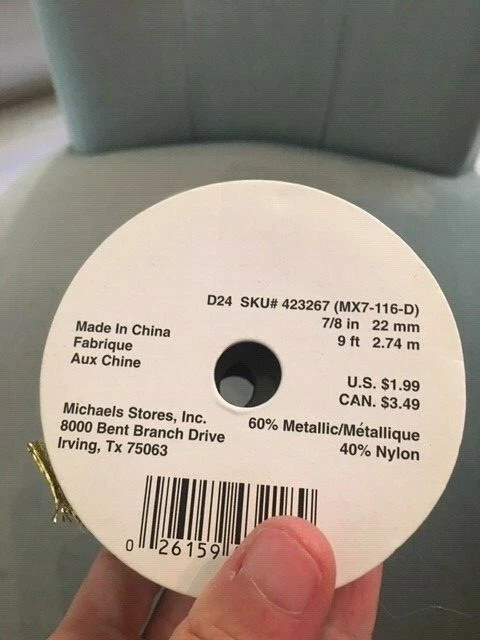 D24 SKU# 423267 (MX7-116-D)
7/8 in 22 mm
9 ft 2.74 m
Made In China
Fabrique
Aux Chine
U.S. $1.99
CAN. $3.49
Michaels Stores, Inc.
8000 Bent Branch Drive
Irving, Tx 75063
60% Metallic/Métallique
40% Nylon
0 26159